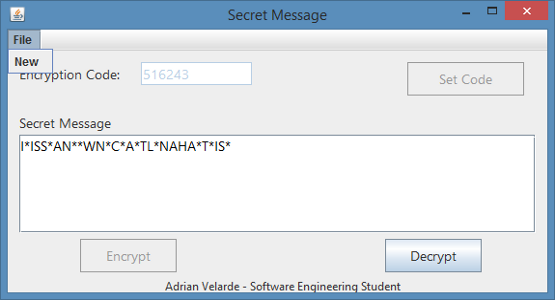 Secret Message
File
New
Encryption Code: 516243 Set Code
Secret Message
I*ISS*AN**WN*C*A*TL*NAHA*T*IS*
Encrypt Decrypt
Adrian Velarde - Software Engineering Student